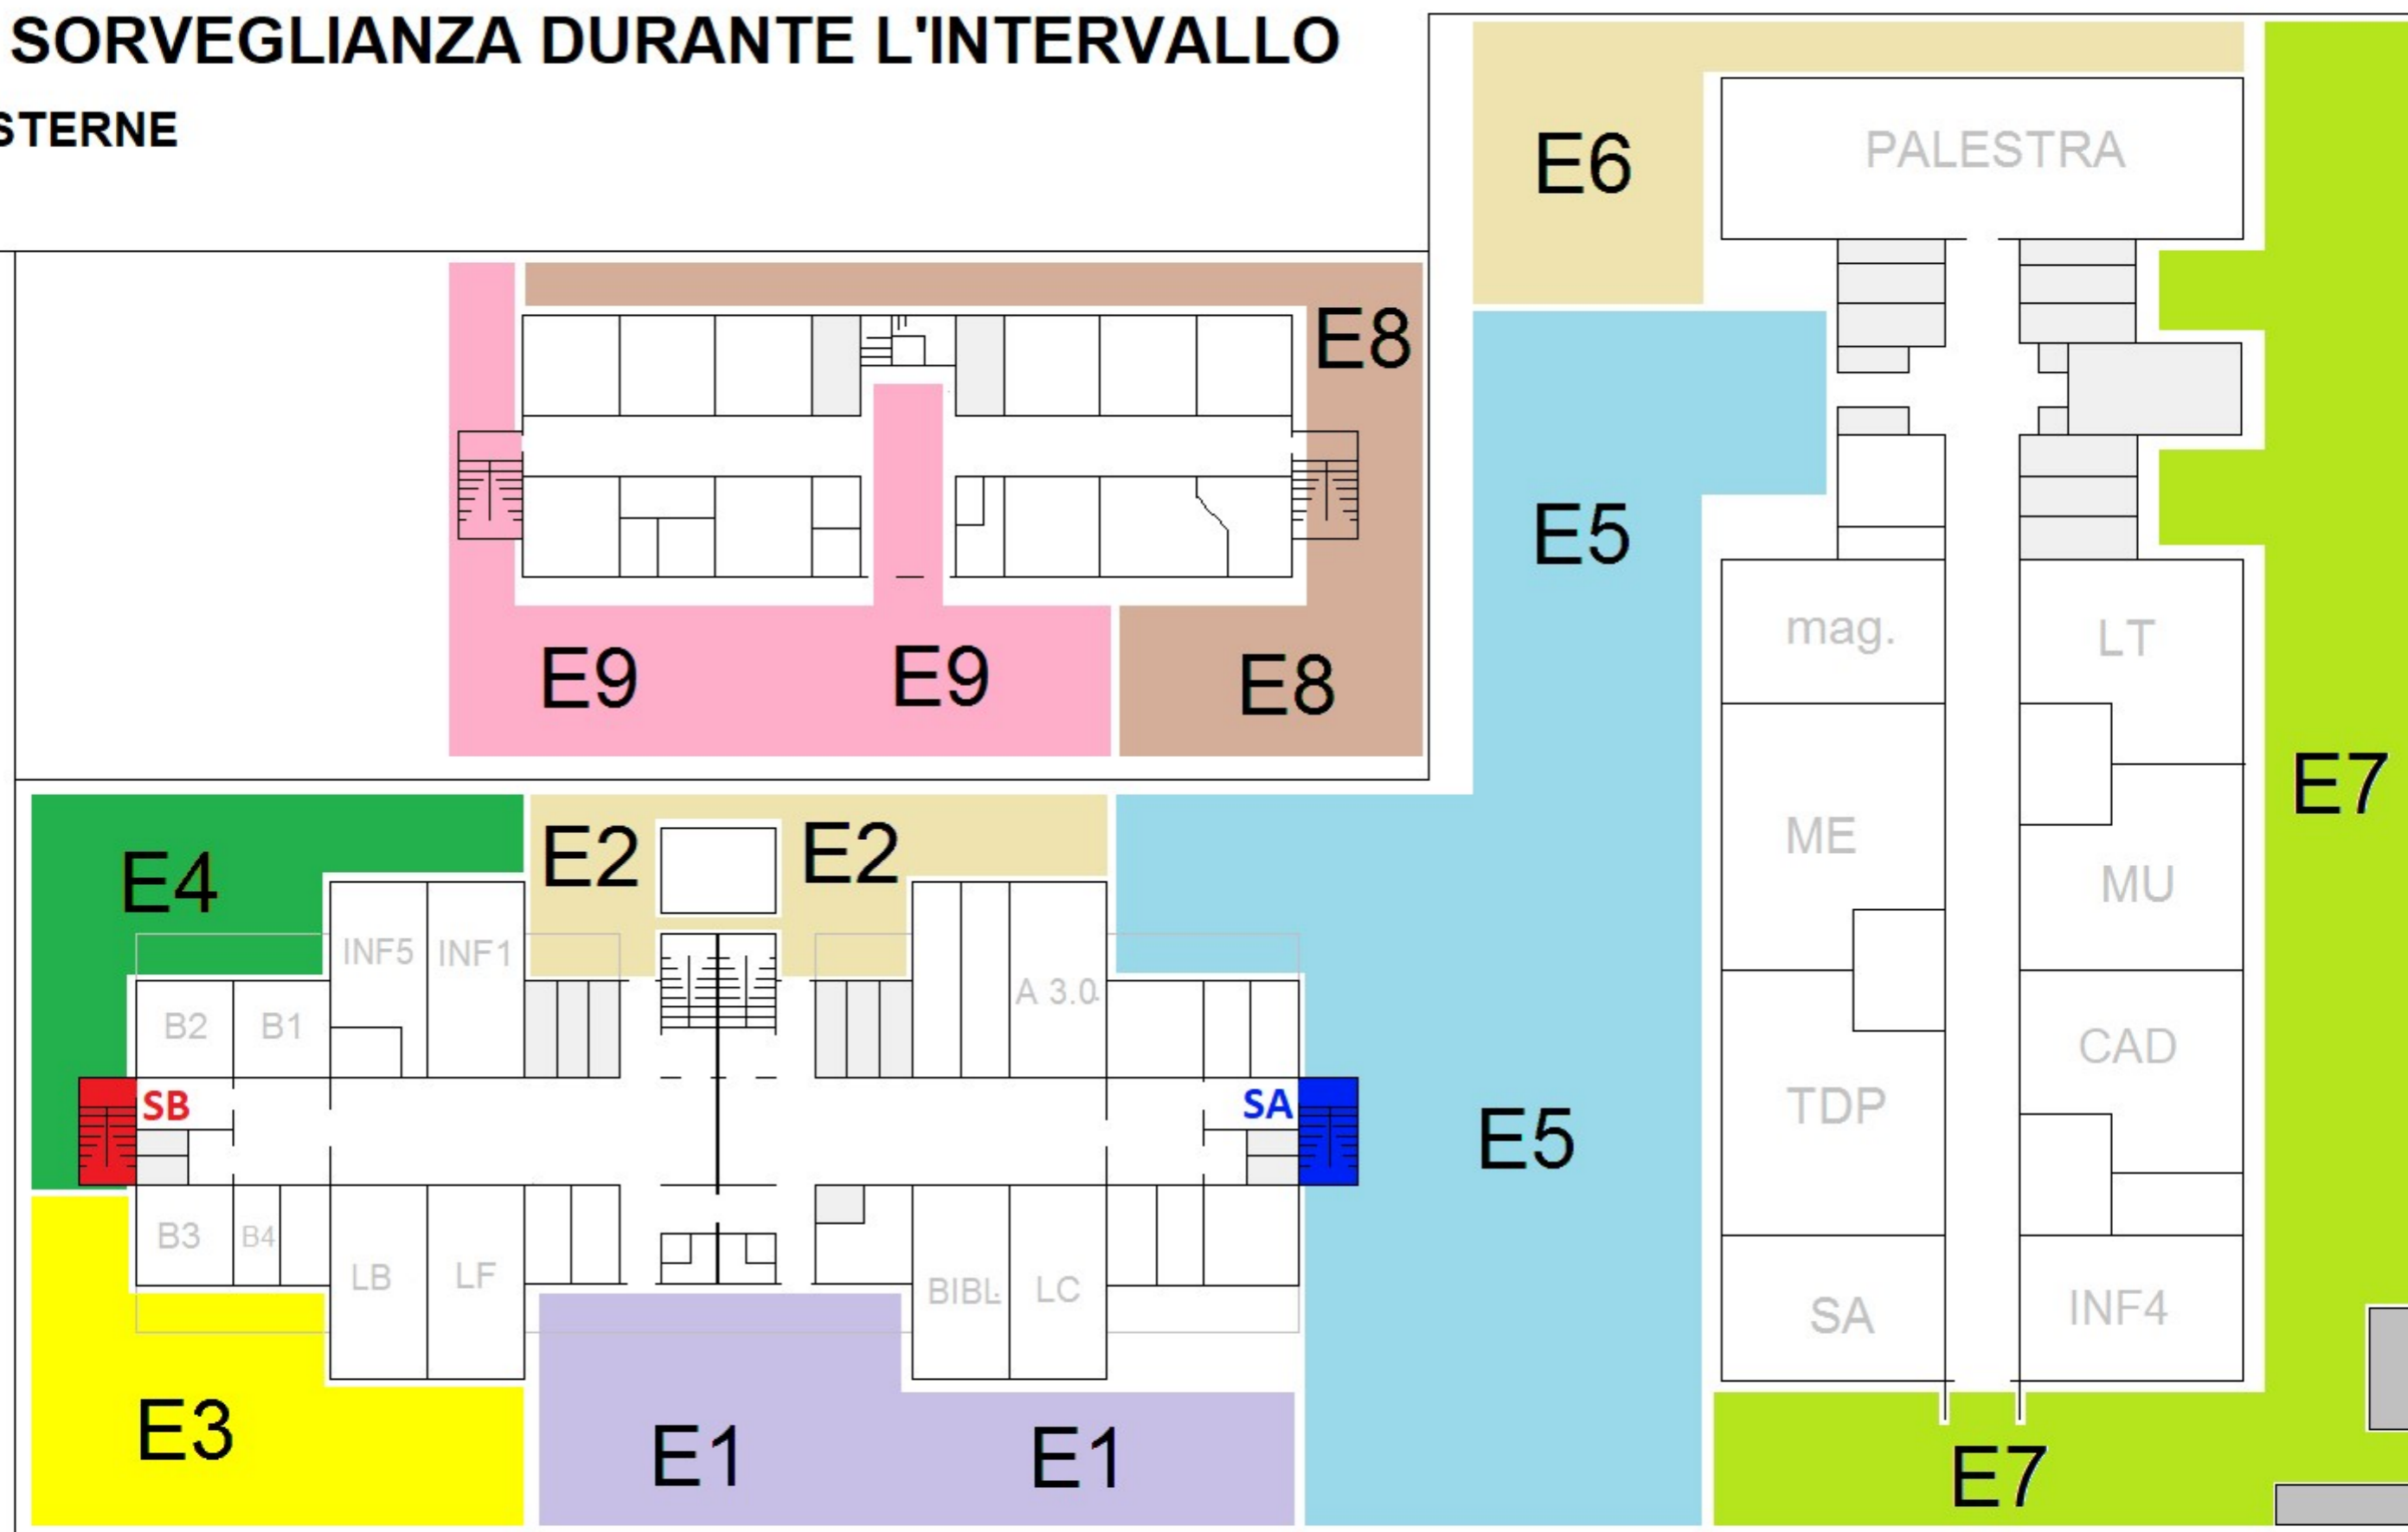 SORVEGLIANZA DURANTE L'INTERVALLO
STERNE
E6
PALESTRA
E8
E5
E9
E9
E8
mag.
LT
E7
ME
MU
E4
E2
E2
INF5
INF1
A 3.0
B2
B1
CAD
SB
SA
TDP
E5
B3
B4
LB
LF
BIBL.
LC
SA
INF4
E3
E1
E1
E7